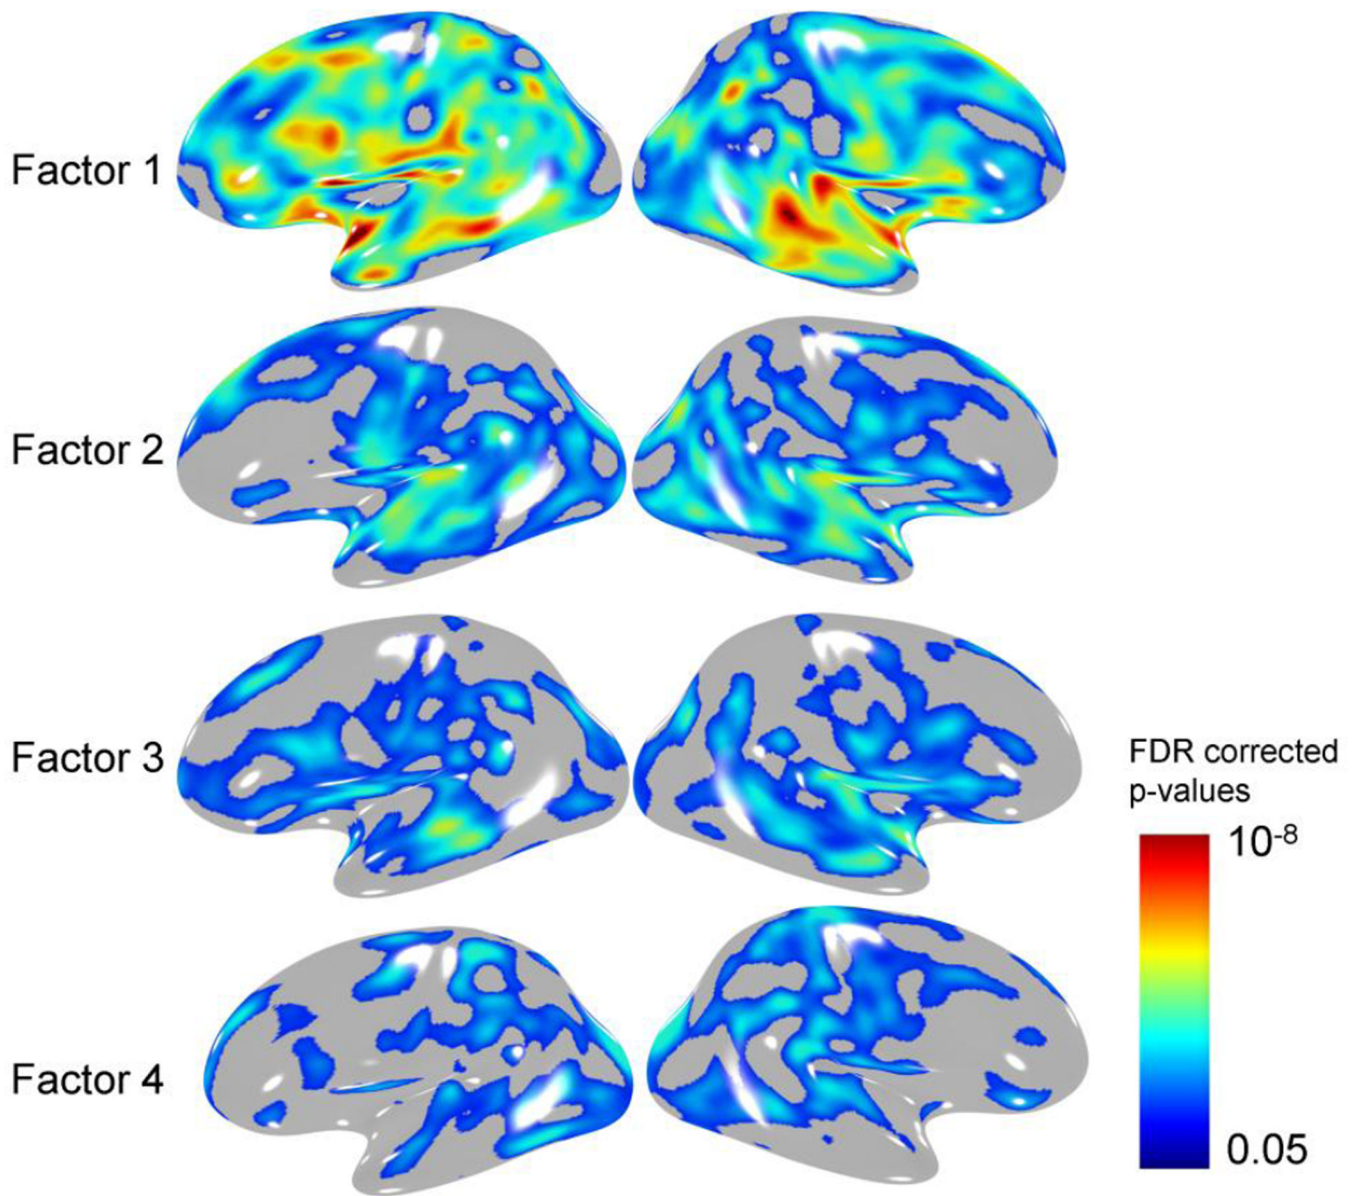 Factor 1
Factor 2
Factor 3
FDR corrected
p-values
10-8
Factor 4
0.05